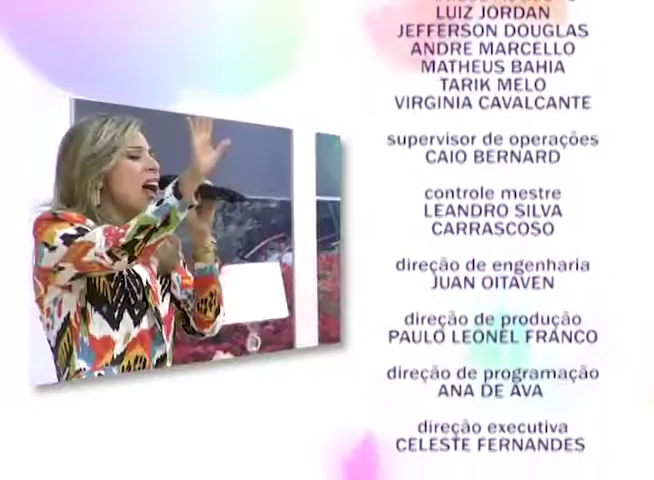 LUIZ JORDAN
JEFFERSON DOUGLAS
ANDRE MARCELLO
MATHEUS BAHIA
TARIK MELO
VIRGINIA CAVALCANTE
supervisor de operações
CAIO BERNARD
controle mestre
LEANDRO SILVA
CARRASCOSO
direção de engenharia
JUAN OITAVEN
direção de produção
PAULO LEONEL FRANCO
direção de programação
ANA DE AVA
direção executiva
CELESTE FERNANDES